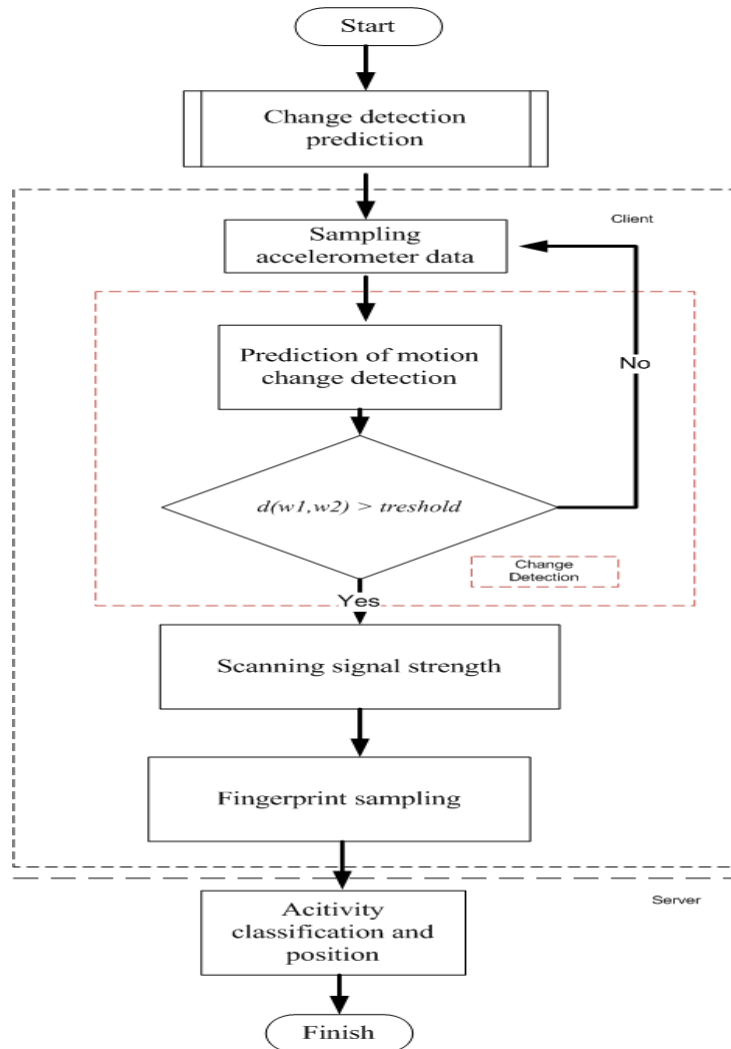 Start
Change detection
prediction
Client
Sampling
accelerometer data
Prediction of motion
change detection
No
d(w1,w2) > treshold
Change
Detection
Yes
Scanning signal strength
Fingerprint sampling
Server
Acitivity
classification and
position
Finish